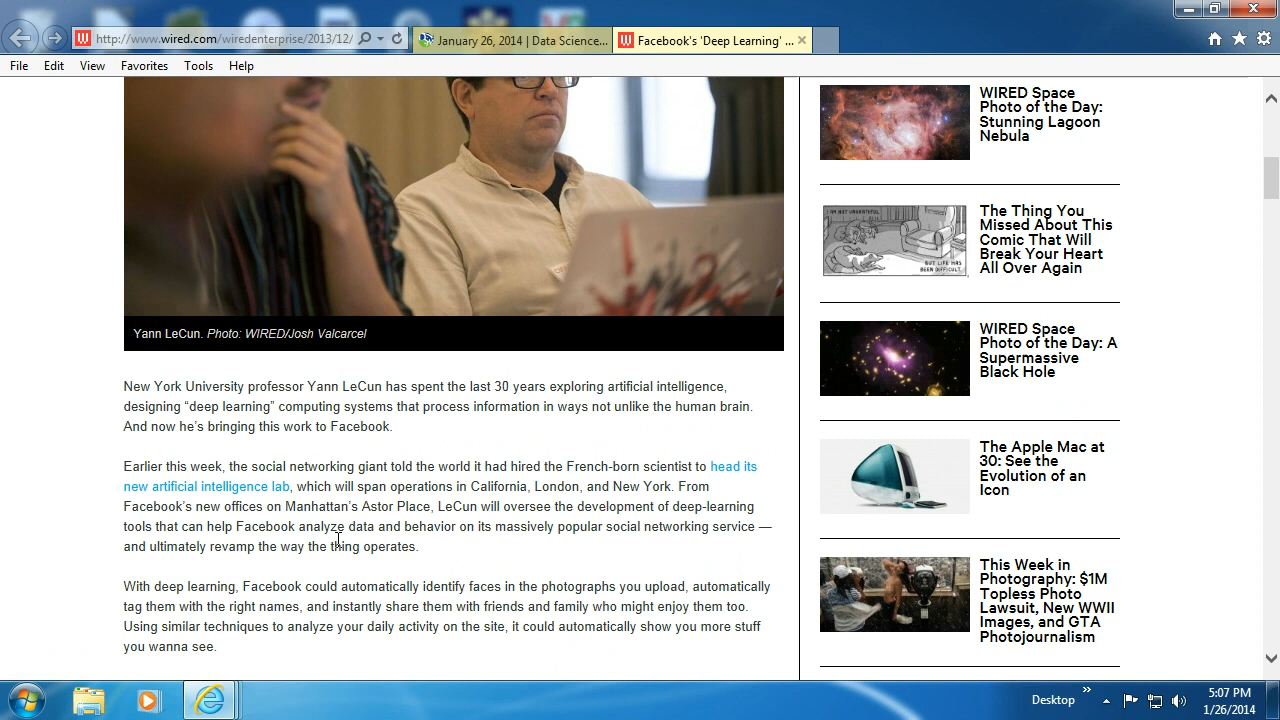 http://www.wired.com/wiredenterprise/2013/12/
January 26, 2014 | Data Science...
Facebook's 'Deep Learning' ...
File Edit View Favorites Tools Help
Yann LeCun. Photo: WIRED/Josh Valcarcel
New York University professor Yann LeCun has spent the last 30 years exploring artificial intelligence,
designing “deep learning” computing systems that process information in ways not unlike the human brain.
And now he’s bringing this work to Facebook.
Earlier this week, the social networking giant told the world it had hired the French-born scientist to head its
new artificial intelligence lab, which will span operations in California, London, and New York. From
Facebook’s new offices on Manhattan’s Astor Place, LeCun will oversee the development of deep-learning
tools that can help Facebook analyze data and behavior on its massively popular social networking service —
and ultimately revamp the way the thing operates.
With deep learning, Facebook could automatically identify faces in the photographs you upload, automatically
tag them with the right names, and instantly share them with friends and family who might enjoy them too.
Using similar techniques to analyze your daily activity on the site, it could automatically show you more stuff
you wanna see.
WIRED Space
Photo of the Day:
Stunning Lagoon
Nebula
I AM NOT UNGRATEFUL
BUT LIFE HAS
BEEN DIFFICULT
The Thing You
Missed About This
Comic That Will
Break Your Heart
All Over Again
WIRED Space
Photo of the Day: A
Supermassive
Black Hole
The Apple Mac at
30: See the
Evolution of an
Icon
This Week in
Photography: $1M
Topless Photo
Lawsuit, New WWII
Images, and GTA
Photojournalism
Desktop
5:07 PM
1/26/2014